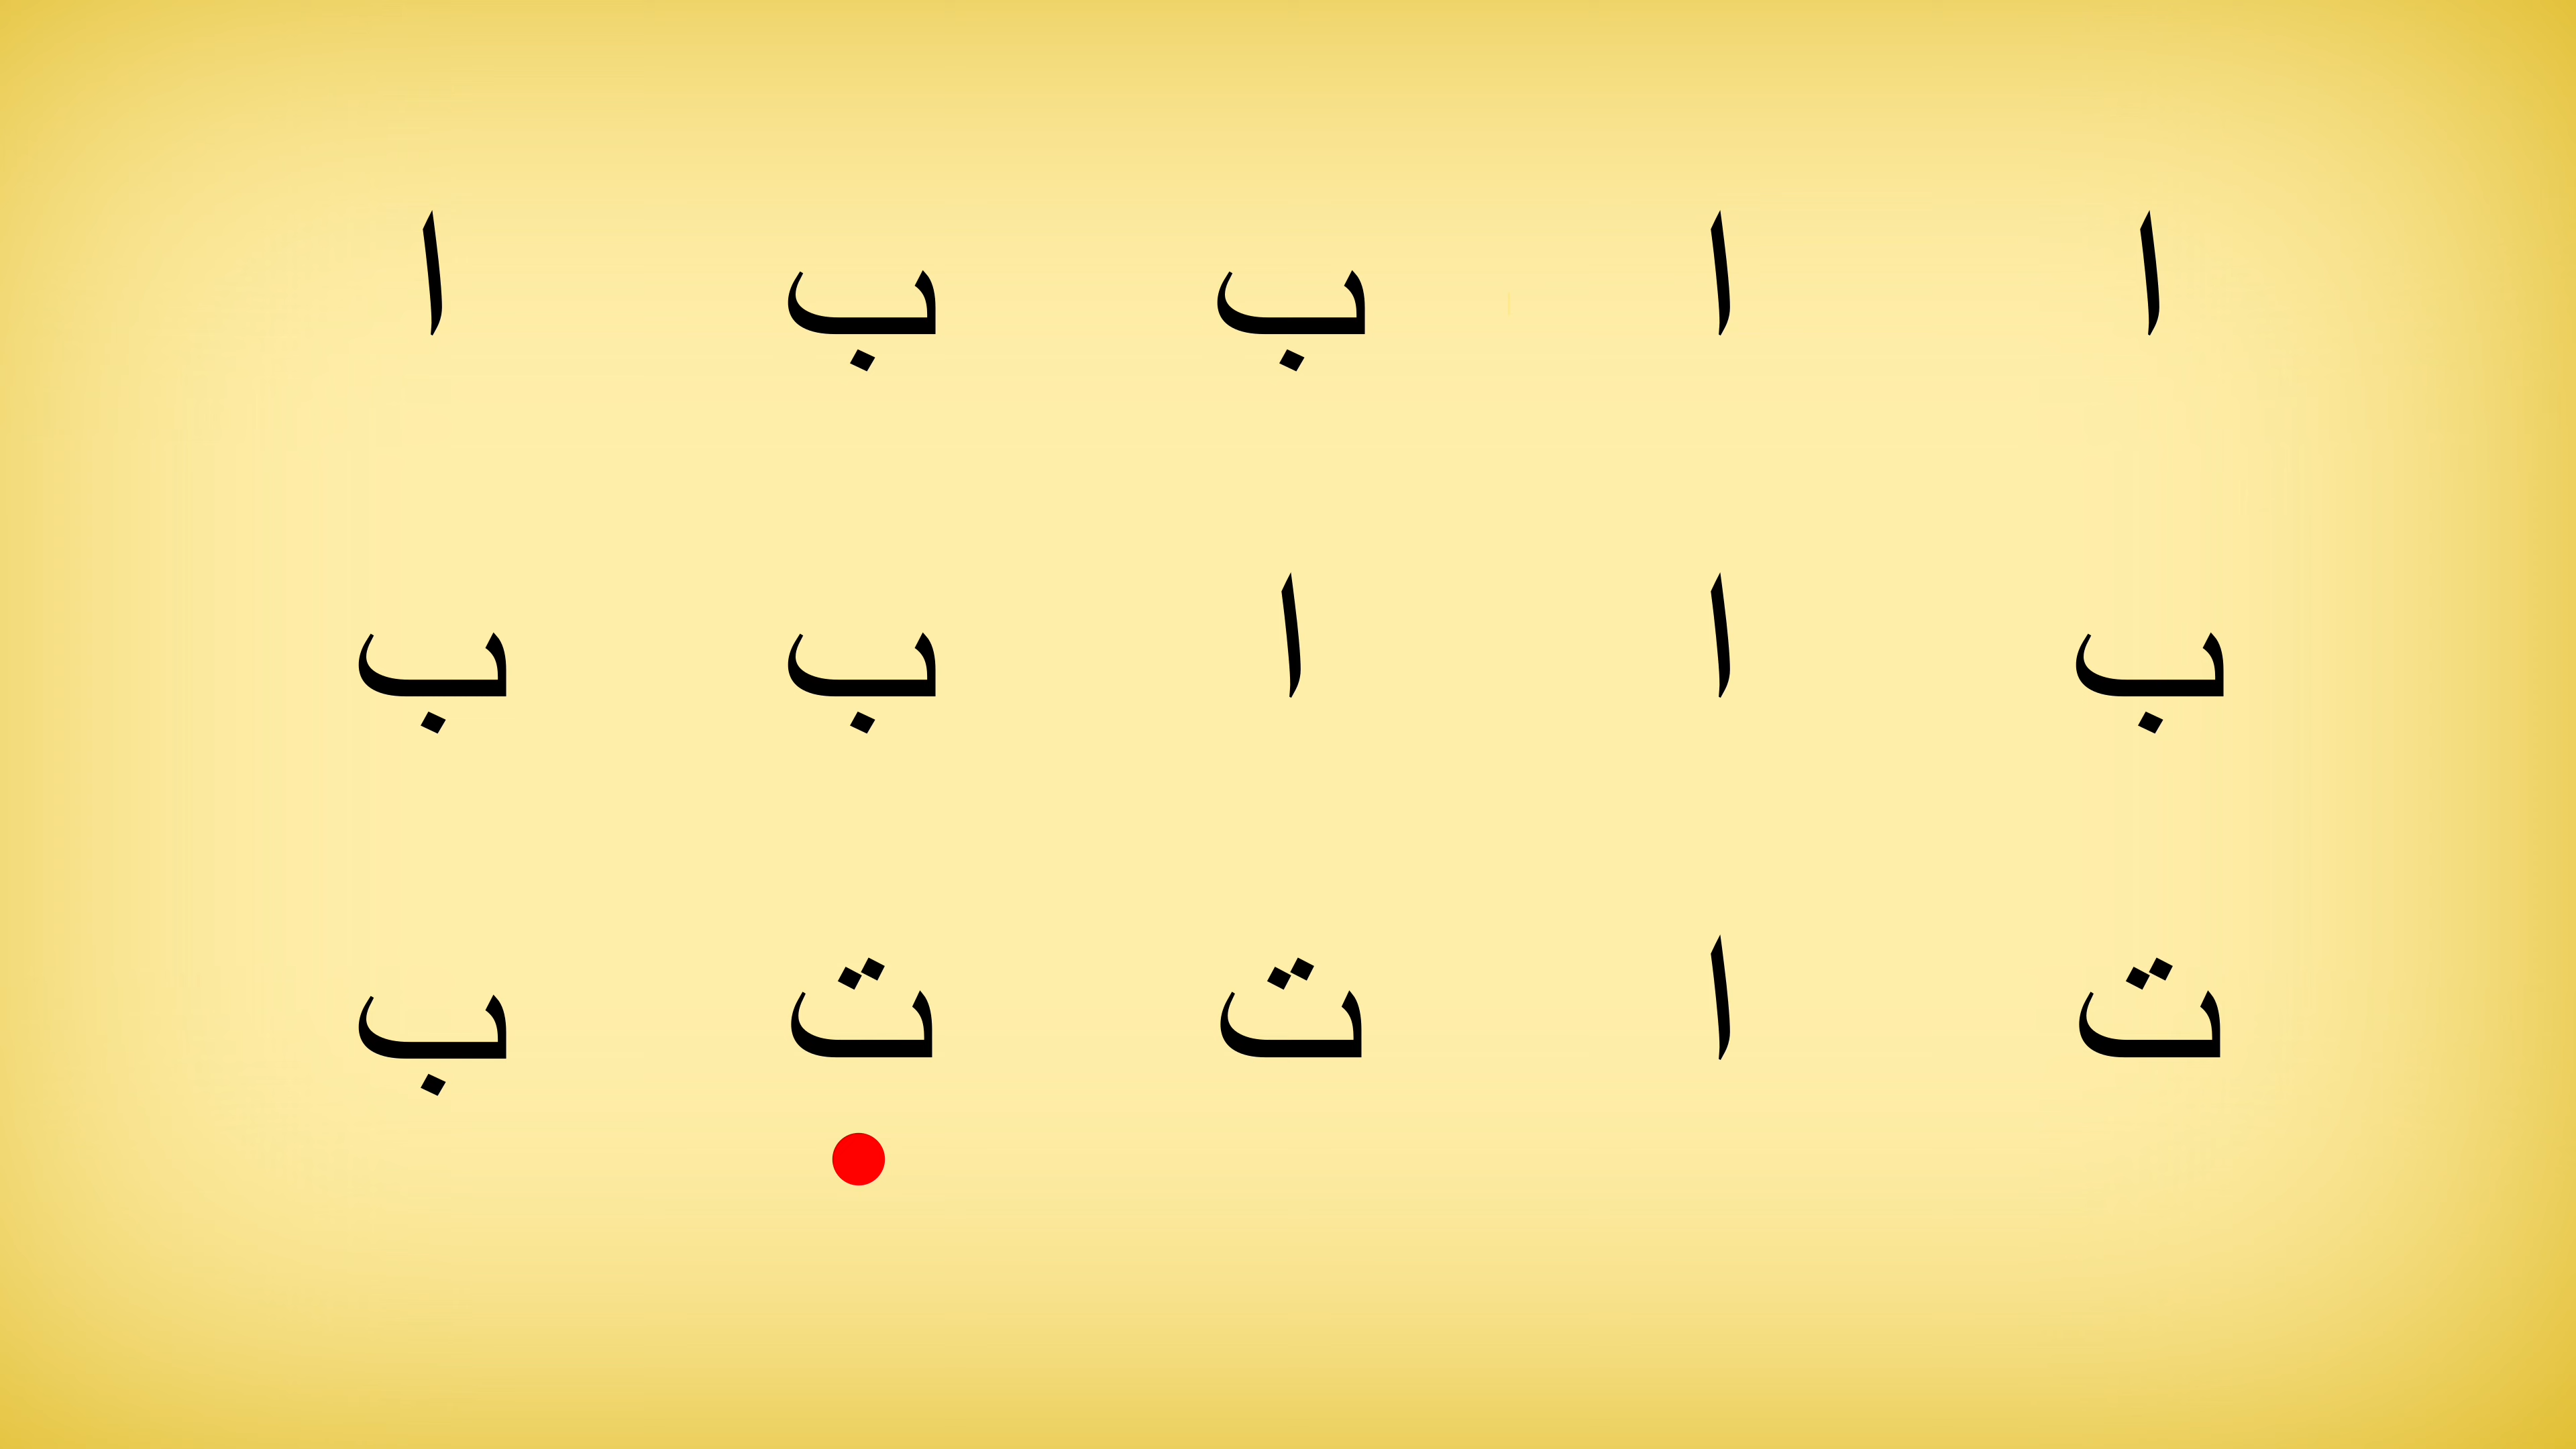 ا ا ب ب ا
ب ا ا ب ب
ت ا ت ت ب